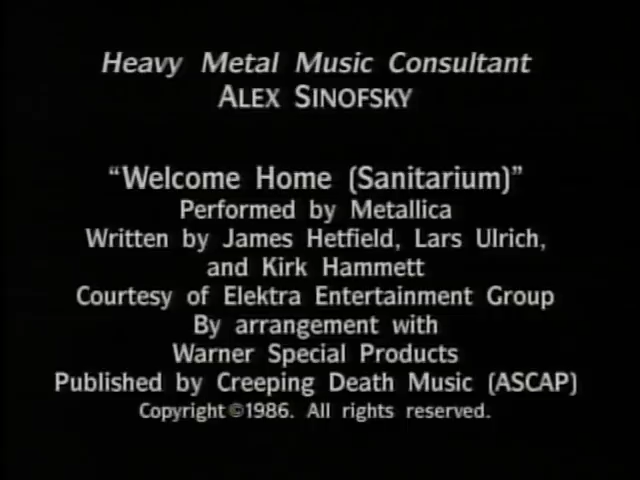 Heavy Metal Music Consultant
ALEX SINOFSKY
“Welcome Home (Sanitarium)”
Performed by Metallica
Written by James Hetfield, Lars Ulrich,
and Kirk Hammett
Courtesy of Elektra Entertainment Group
By arrangement with
Warner Special Products
Published by Creeping Death Music (ASCAP)
Copyright ©1986. All rights reserved.